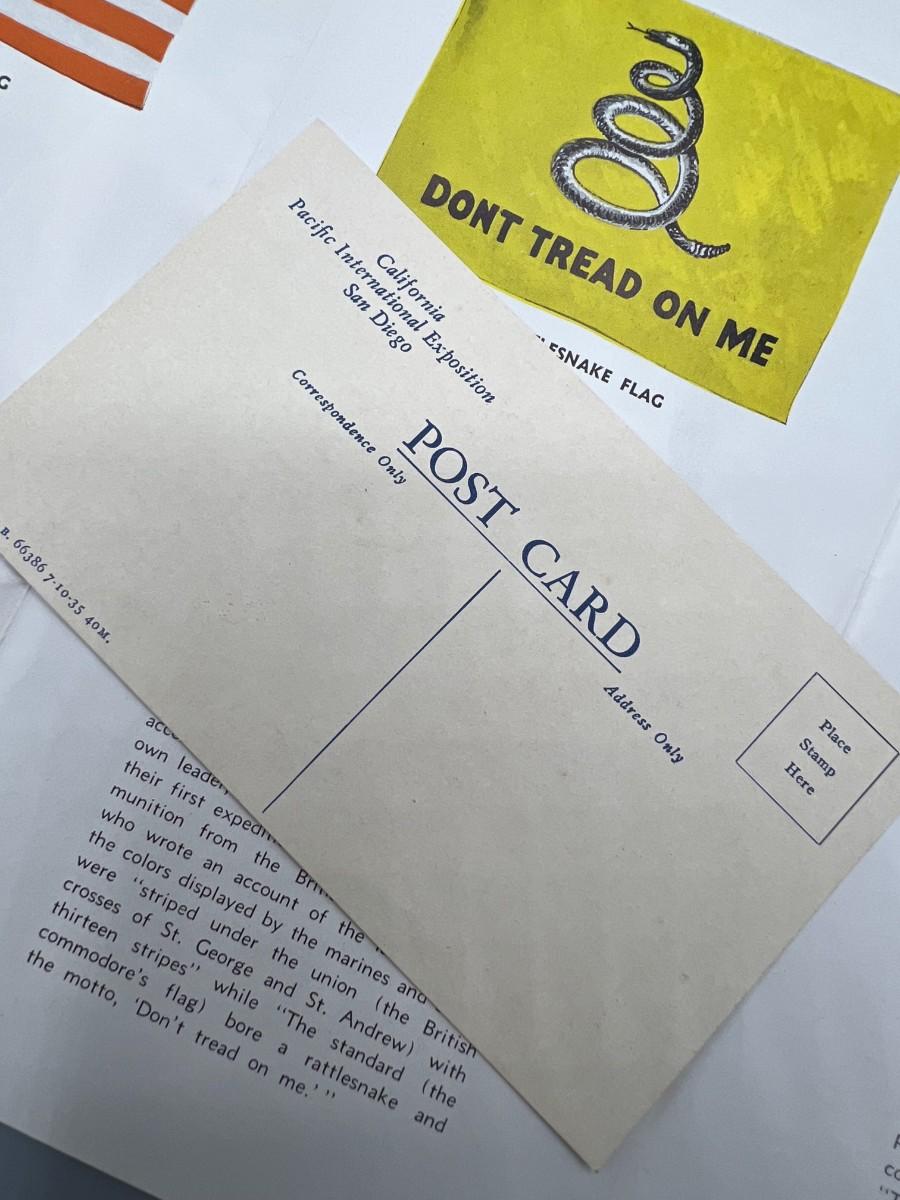 G
DONT TREAD ON ME
LESNAKE FLAG
California
Pacific International Exposition
San Diego
Correspondence Only
POST CARD
Address Only
Place
Stamp
Here
B. 66386 7-10-35 40M.
own leader
their first
munition from the
who wrote an account of the
the colors displayed by the marines and
were "striped under the union (the British
crosses of St. George and St. Andrew) with
thirteen stripes" while "The standard (the
commodore's flag) bore a rattlesnake and
the motto, 'Don't tread on me.' "